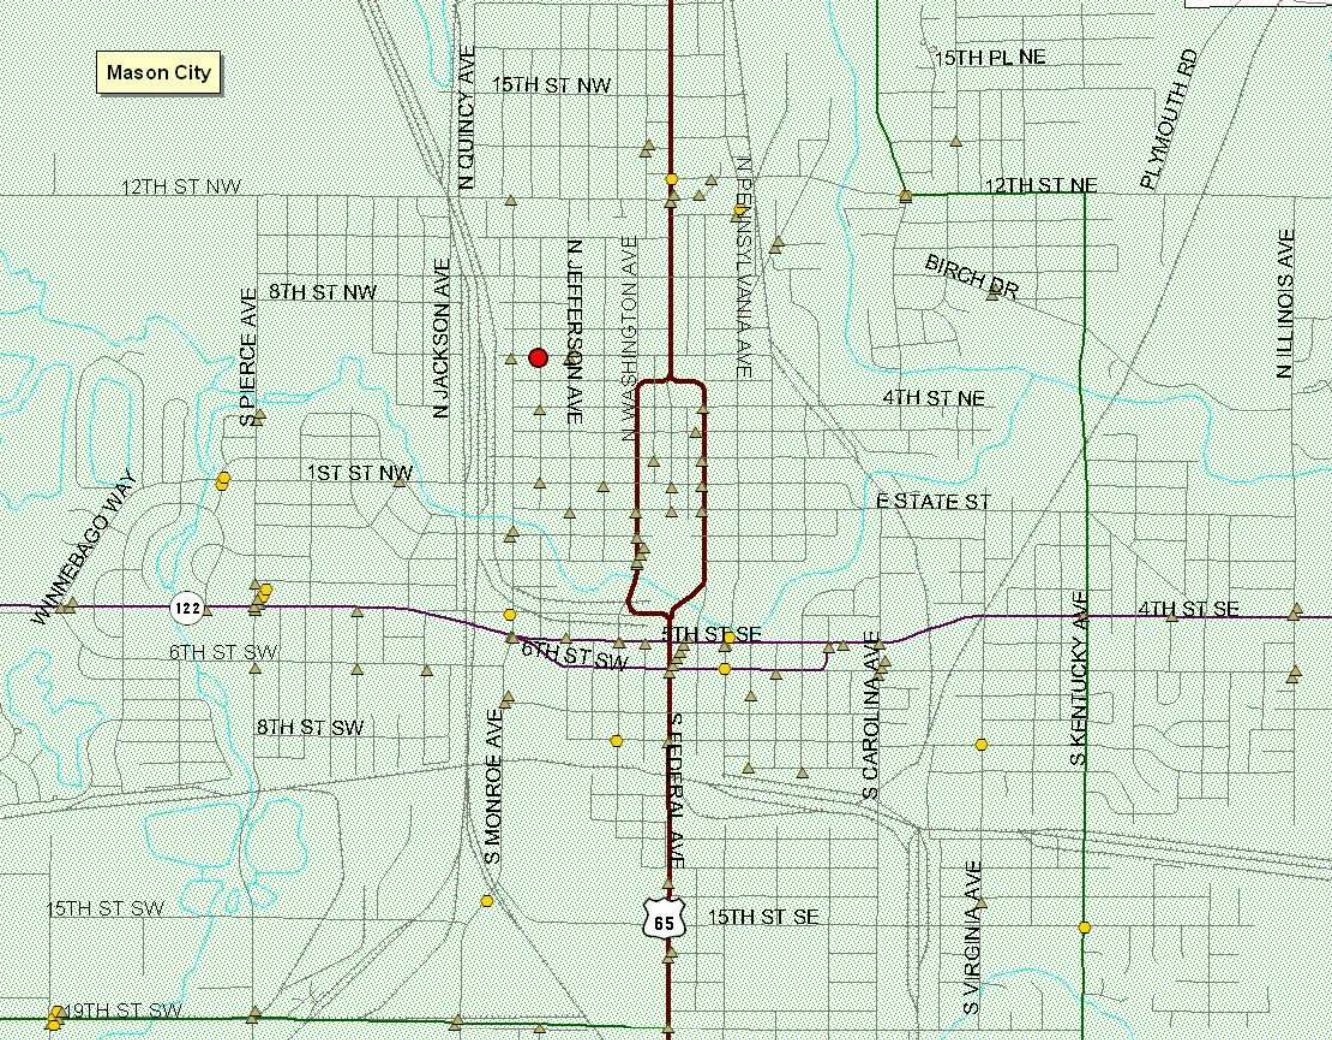 Mason City
15TH PL NE
15TH ST NW
N QUINCY AVE
PLYMOUTH RD
12TH ST NW
12TH ST NE
N PENNSYLVANIA AVE
N ILLINOIS AVE
N JEFFERSON AVE
N WASHINGTON AVE
N JACKSON AVE
BIRCH DR
8TH ST NW
S PIERCE AVE
4TH ST NE
1ST ST NW
E STATE ST
WINNEBAGO WAY
122
4TH ST SE
5TH ST SE
6TH ST SW
6TH ST SW
S KENTUCKY AVE
S CAROLINA AVE
8TH ST SW
S MONROE AVE
S FEDERAL AVE
15TH ST SW
65
15TH ST SE
S VIRGINIA AVE
19TH ST SW